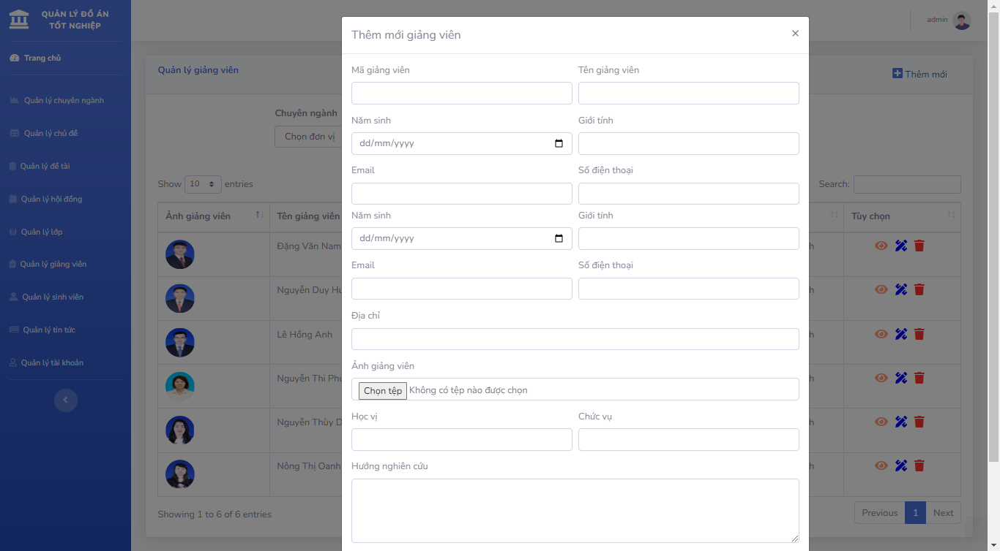 QUẢN LÝ ĐỒ ÁN
TỐT NGHIỆP
Trang chủ
Quản lý chuyên ngành
Quản lý chủ đề
Quản lý đề tài
Quản lý hội đồng
Quản lý lớp
Quản lý giảng viên
Quản lý sinh viên
Quản lý tin tức
Quản lý tài khoản
admin
Quản lý giảng viên
Thêm mới
Chuyên ngành
Chọn đơn vị
Show 10 entries
Search:
Ảnh giảng viên Tên giảng viên Tùy chọn
Đặng Văn Nam h
Nguyễn Duy Hu h
Lê Hồng Anh h
Nguyễn Thi Phu h
Nguyễn Thùy D h
Nông Thị Oanh h
Showing 1 to 6 of 6 entries
Previous 1 Next
Thêm mới giảng viên ×
Mã giảng viên Tên giảng viên
Năm sinh Giới tính
dd/mm/yyyy
Email Số điện thoại
Năm sinh Giới tính
dd/mm/yyyy
Email Số điện thoại
Địa chỉ
Ảnh giảng viên
Chọn tệp Không có tệp nào được chọn
Học vị Chức vụ
Hướng nghiên cứu